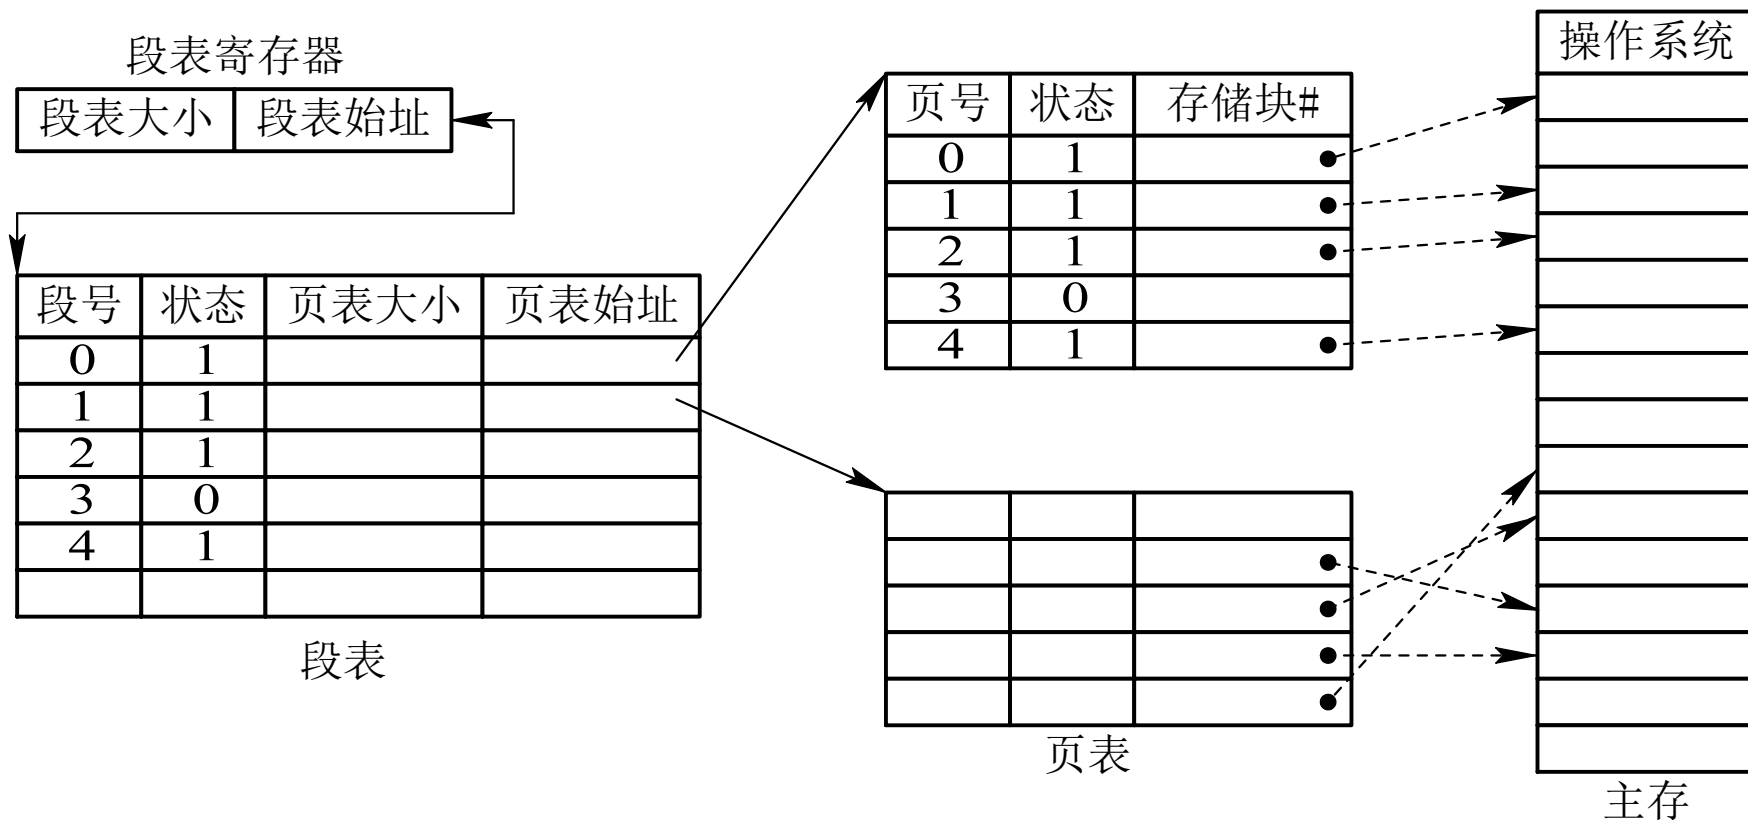 操作系统
段表寄存器
段表大小 段表始址
页号 状态 存储块#
0 1
1 1
2 1
3 0
4 1
段号 状态 页表大小 页表始址
0 1
1 1
2 1
3 0
4 1
段表
页表
主存